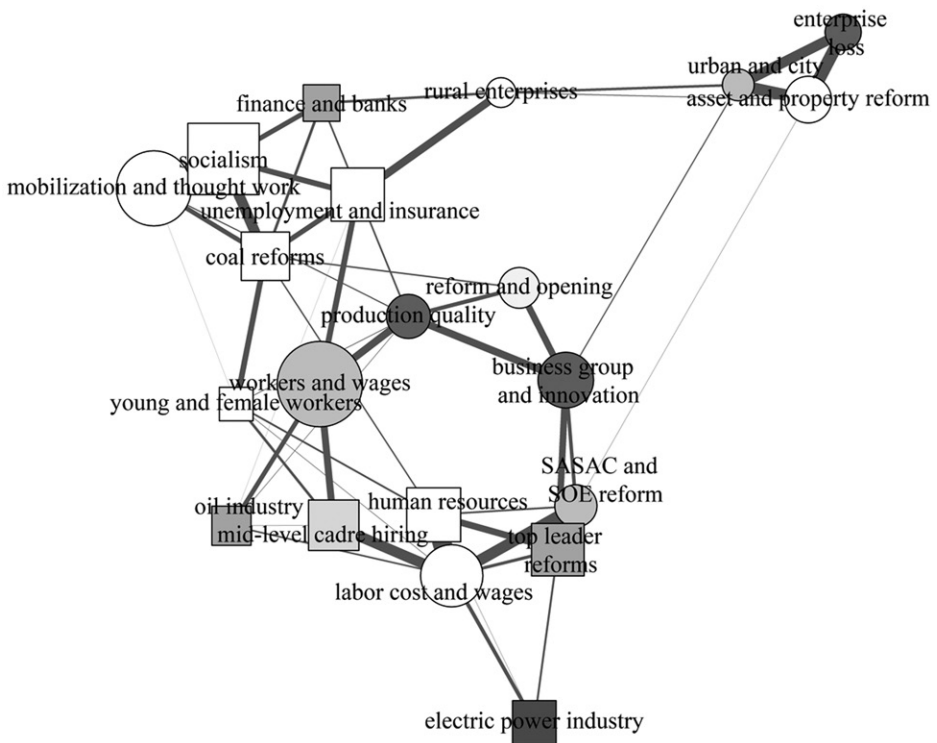 enterprise
loss
urban and city
asset and property reform
rural enterprises
finance and banks
socialism
mobilization and thought work
unemployment and insurance
coal reforms
reform and opening
production quality
business group
and innovation
workers and wages
young and female workers
SASAC and
SOE reform
human resources
oil industry
mid-level cadre hiring
top leader
reforms
labor cost and wages
electric power industry